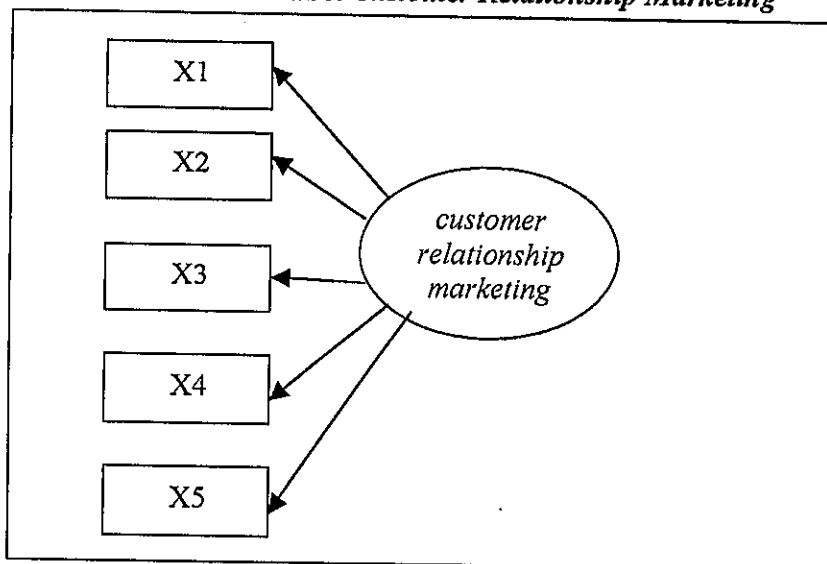 Customer Relationship Marketing
X1
X2
customer
relationship
marketing
X3
X4
X5